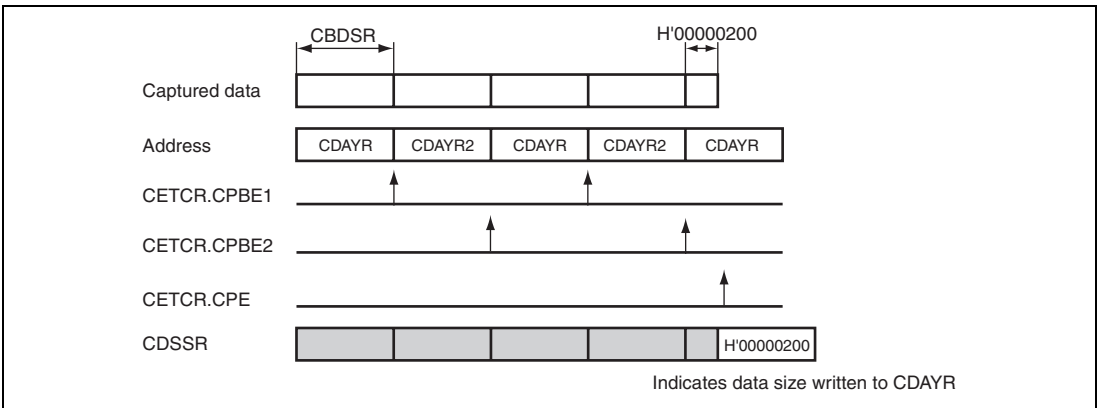 CBDSR H'00000200
Captured data
Address CDAYR CDAYR2 CDAYR CDAYR2 CDAYR
CETCR.CPBE1
CETCR.CPBE2
CETCR.CPE
CDSSR H'00000200
Indicates data size written to CDAYR